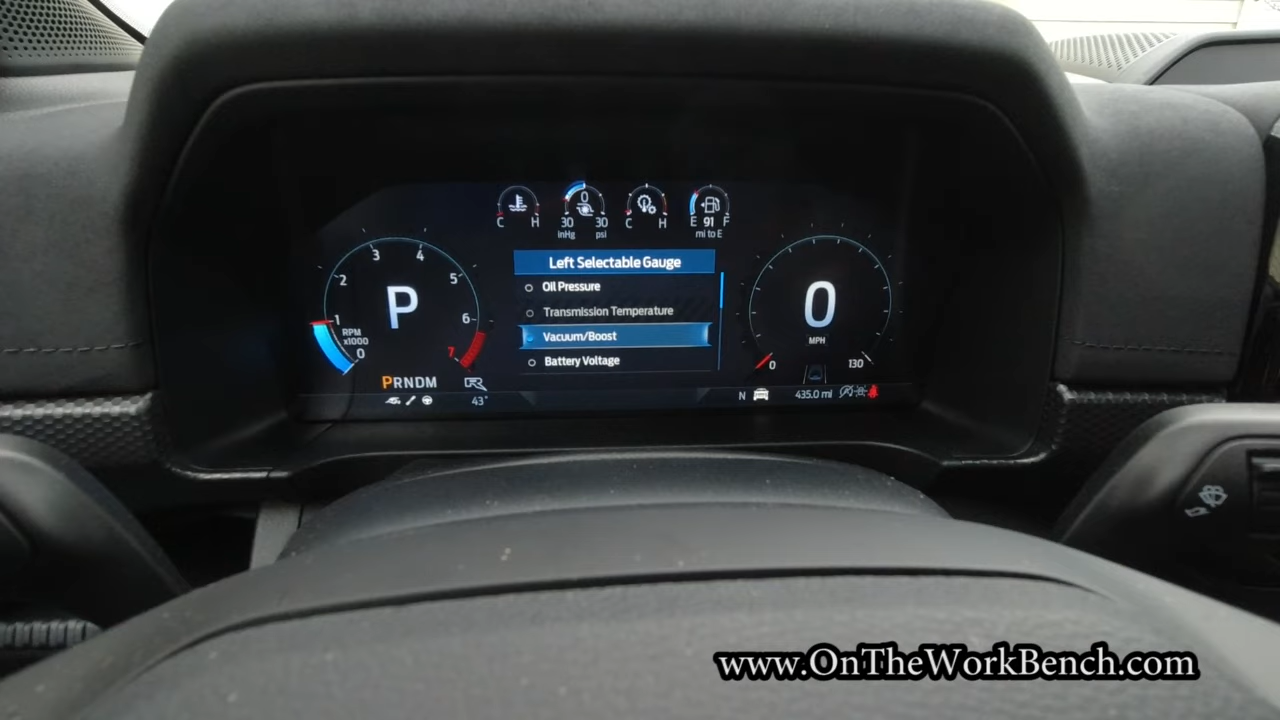 0
C H 30 30 C H E 91 F
inHg psi mi to E
Left Selectable Gauge
Oil Pressure
Transmission Temperature
Vacuum/Boost
Battery Voltage
3 4
2 5
P
1 6
RPM
x1000
0 7
PRNDM
43°
0
MPH
0 130
N 435.0 mi
www.OnTheWorkBench.com